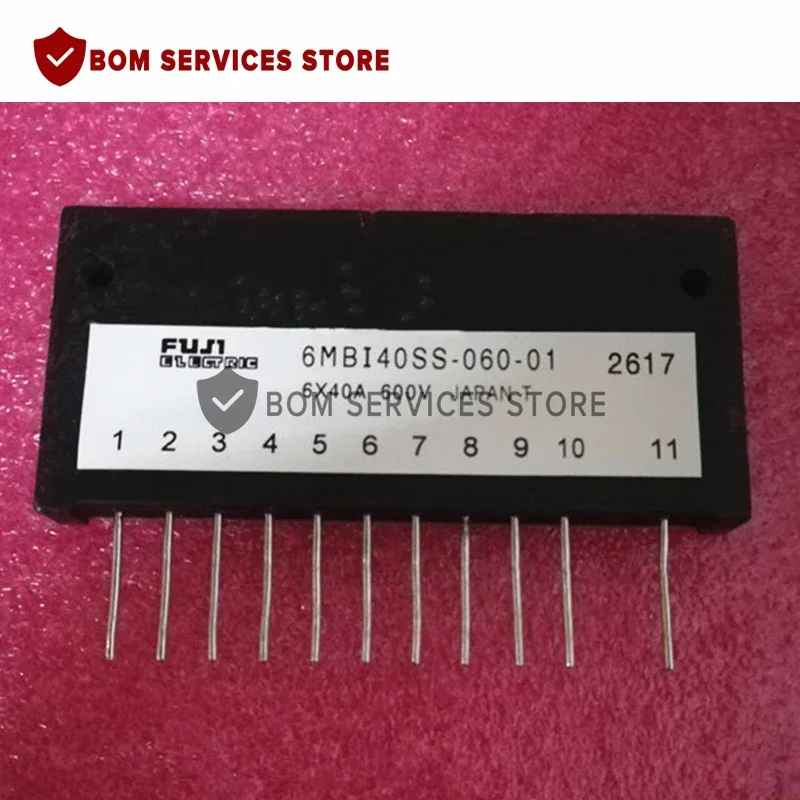 BOM SERVICES STORE
FUJI ELECTRIC
6MBI40SS-060-01 2617
6X40A 600V JAPAN-T
BOM SERVICES STORE
1 2 3 4 5 6 7 8 9 10 11